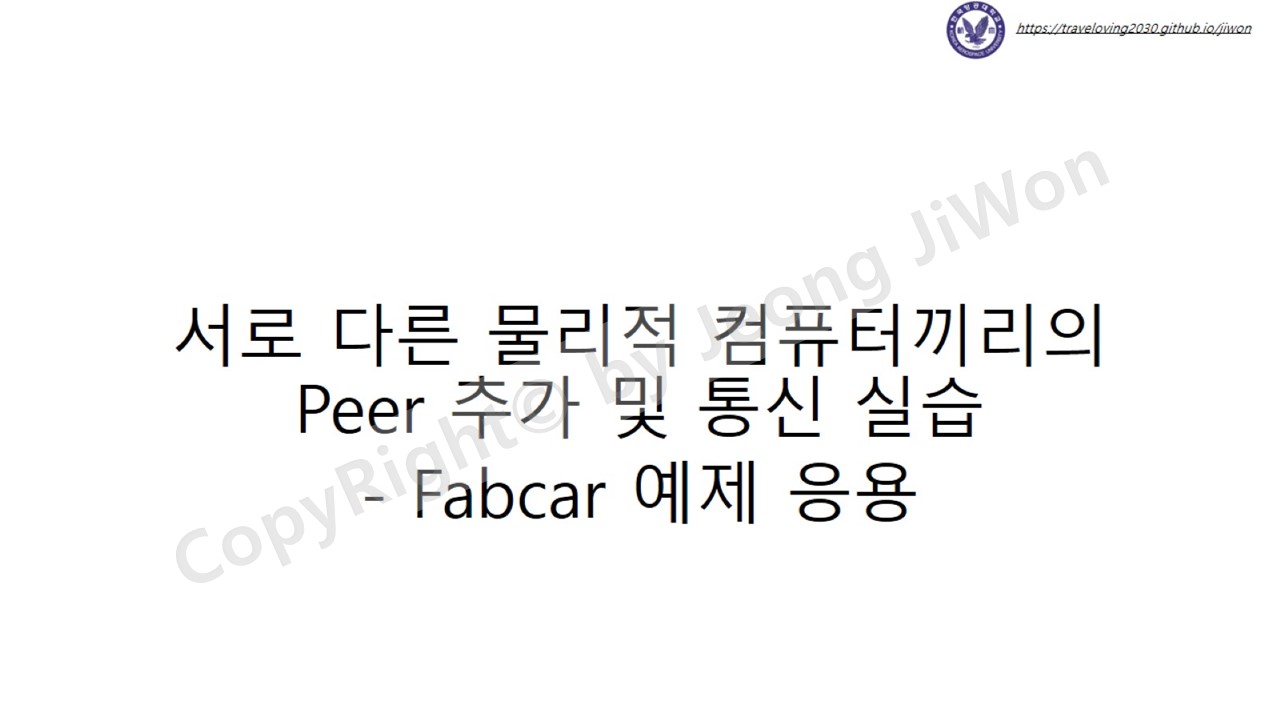 https://traveloving2030.github.io/jiwon
서로 다른 물리적 컴퓨터끼리의
Peer 추가 및 통신 실습
- Fabcar 예제 응용
CopyRight© by Jeong JiWon